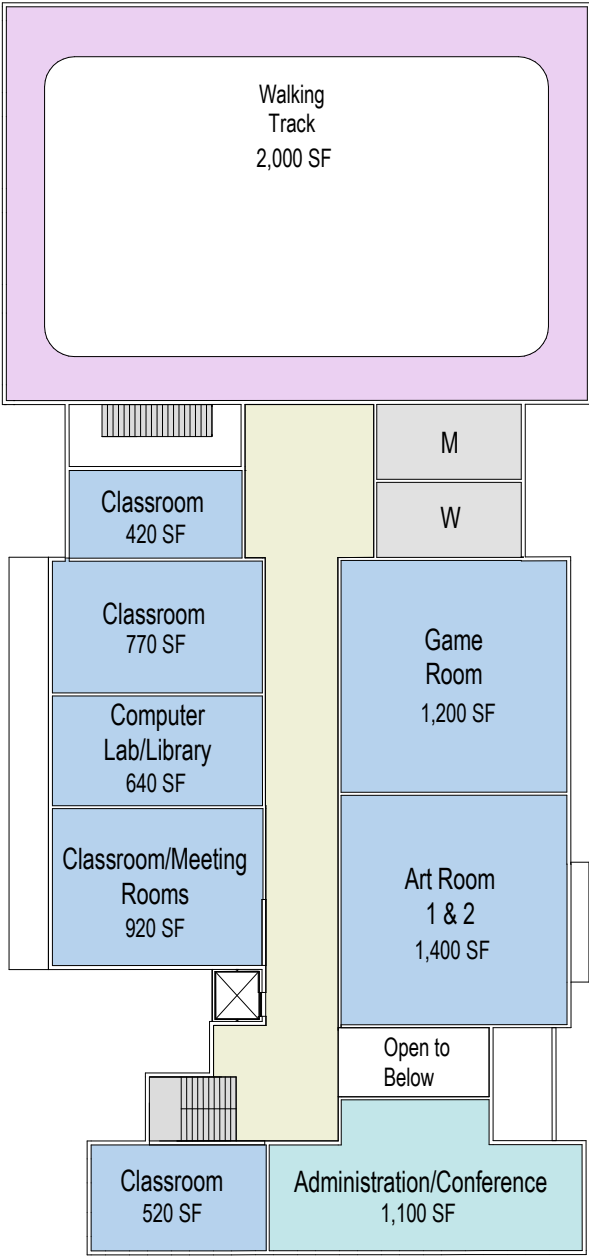 Walking
Track
2,000 SF
M
W
Classroom
420 SF
Classroom
770 SF
Game
Room
1,200 SF
Computer
Lab/Library
640 SF
Classroom/Meeting
Rooms
920 SF
Art Room
1 & 2
1,400 SF
Open to
Below
Classroom
520 SF
Administration/Conference
1,100 SF